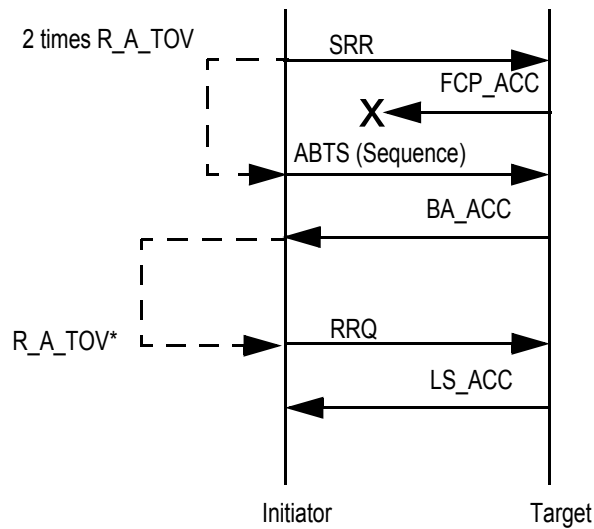 2 times R_A_TOV
SRR
FCP_ACC
X
ABTS (Sequence)
BA_ACC
R_A_TOV*
RRQ
LS_ACC
Initiator
Target